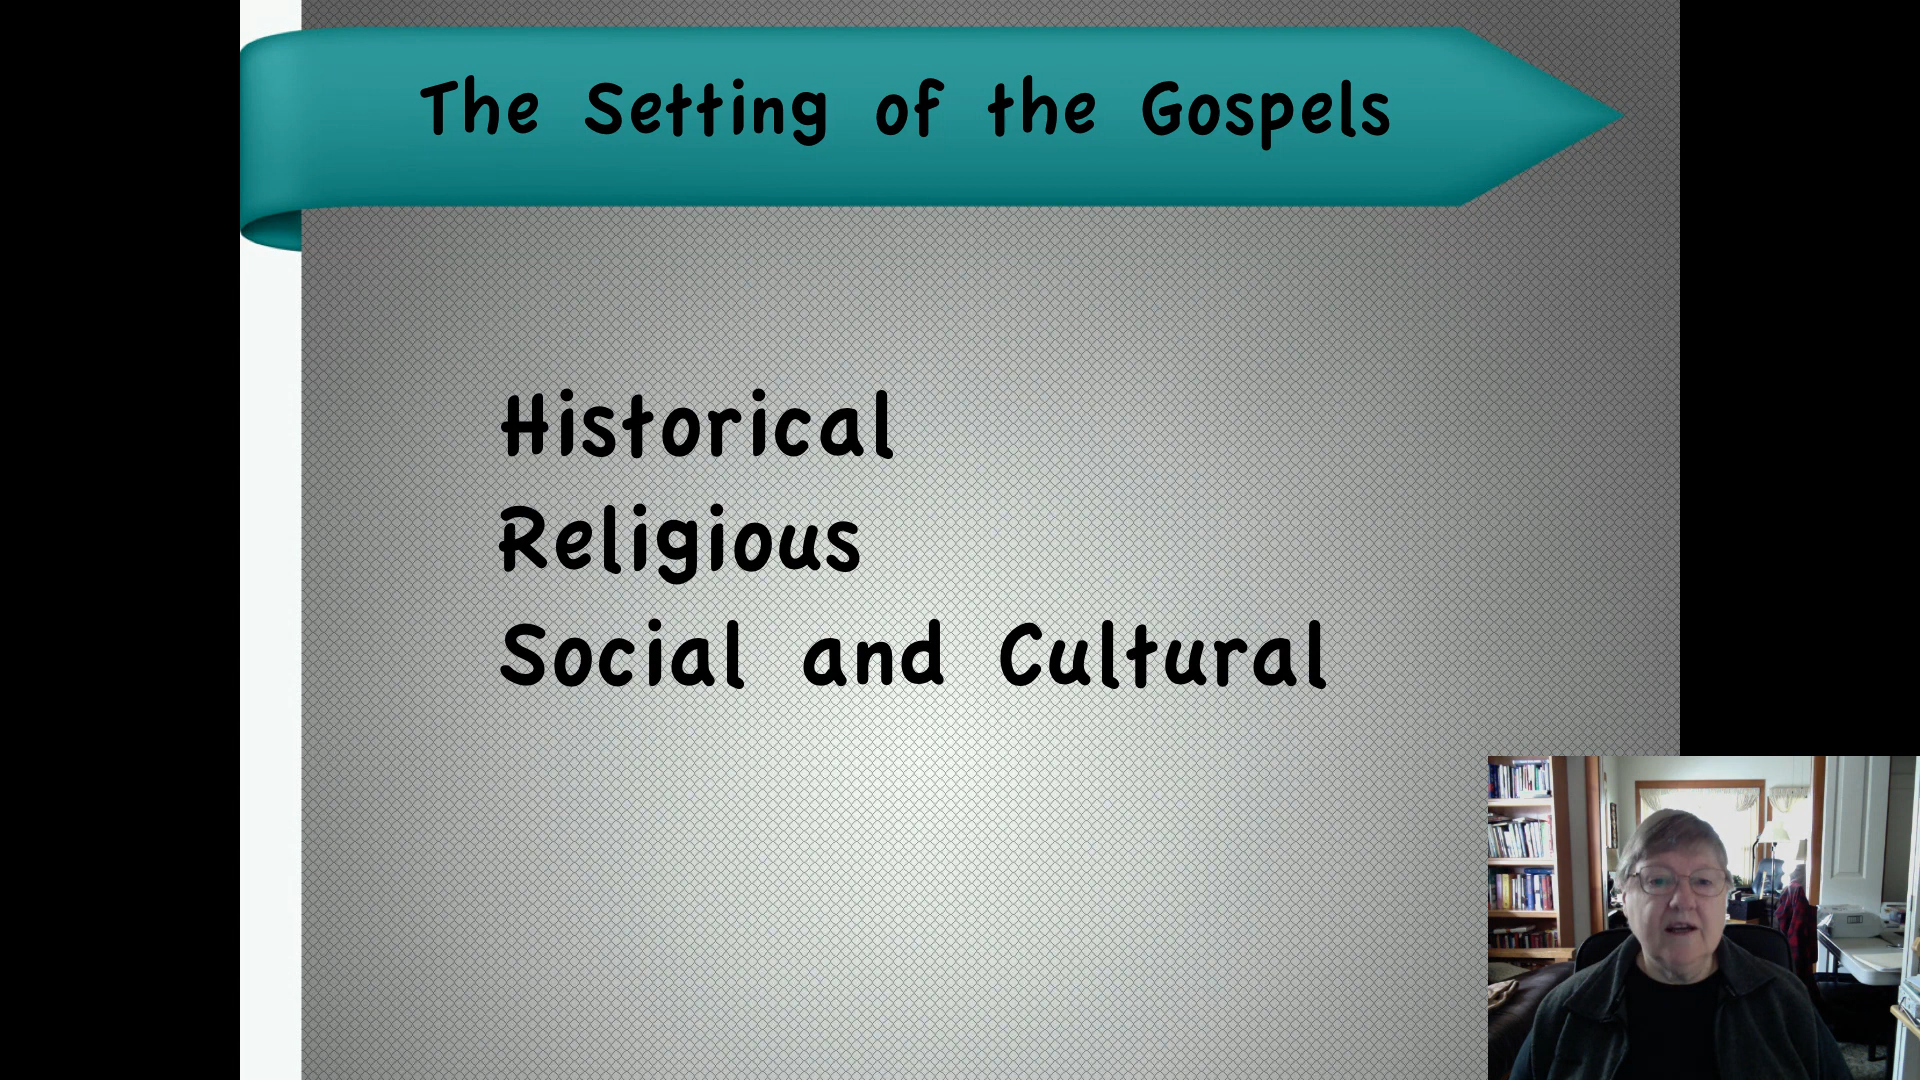 The Setting of the Gospels
Historical
Religious
Social and Cultural